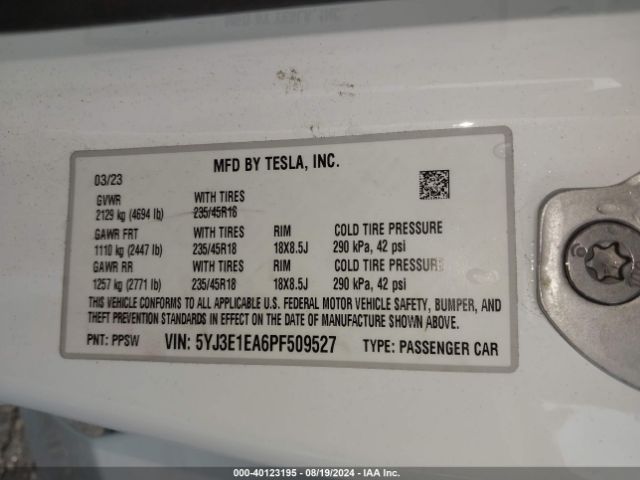 MFD BY TESLA, INC.
03/23
GVWR WITH TIRES
2129 kg (4694 lb) 235/45R18
GAWR FRT WITH TIRES RIM COLD TIRE PRESSURE
1110 kg (2447 lb) 235/45R18 18X8.5J 290 kPa, 42 psi
GAWR RR WITH TIRES RIM COLD TIRE PRESSURE
1257 kg (2771 lb) 235/45R18 18X8.5J 290 kPa, 42 psi
THIS VEHICLE CONFORMS TO ALL APPLICABLE U.S. FEDERAL MOTOR VEHICLE SAFETY, BUMPER, AND
THEFT PREVENTION STANDARDS IN EFFECT ON THE DATE OF MANUFACTURE SHOWN ABOVE.
PNT: PPSW VIN: 5YJ3E1EA6PF509527 TYPE: PASSENGER CAR
000-40123195 - 08/19/2024 - IAA Inc.